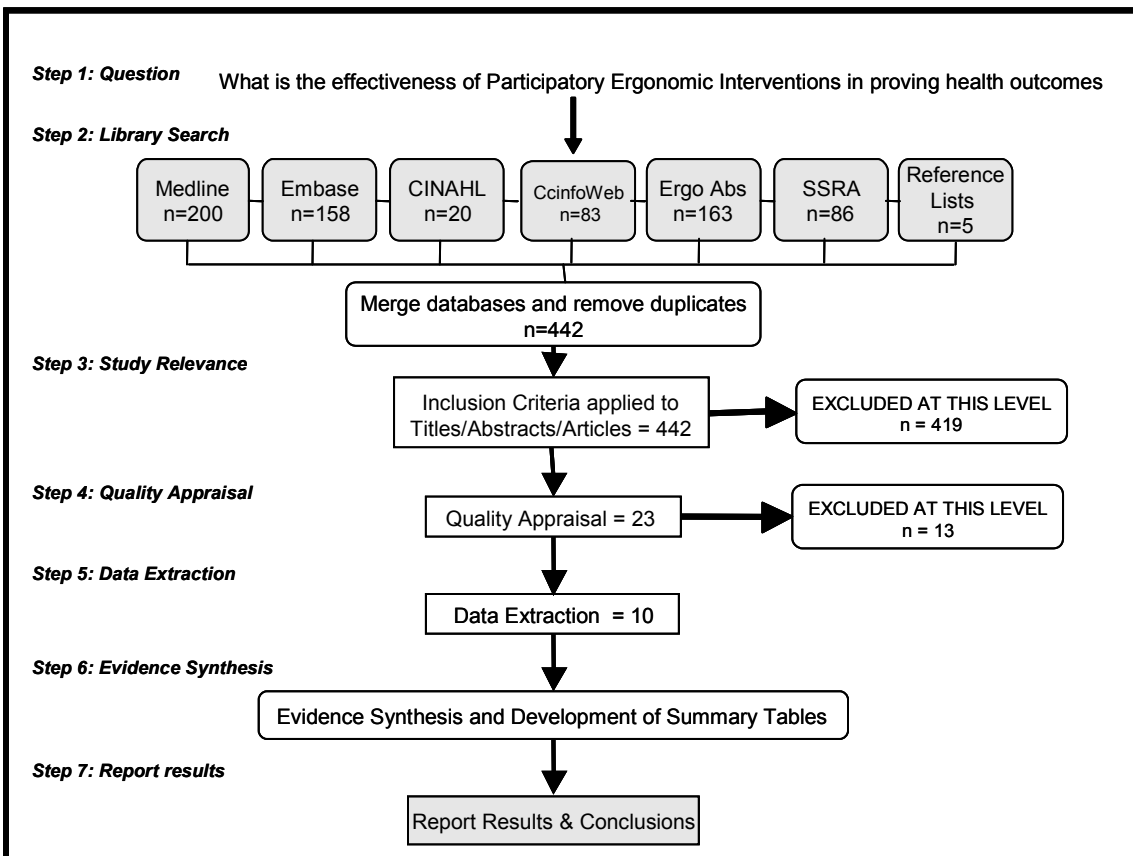 Step 1: Question
What is the effectiveness of Participatory Ergonomic Interventions in proving health outcomes
Step 2: Library Search
Medline
n=200
Embase
n=158
CINAHL
n=20
CcinfoWeb
n=83
Ergo Abs
n=163
SSRA
n=86
Reference
Lists
n=5
Merge databases and remove duplicates
n=442
Step 3: Study Relevance
Inclusion Criteria applied to
Titles/Abstracts/Articles = 442
EXCLUDED AT THIS LEVEL
n = 419
Step 4: Quality Appraisal
Quality Appraisal = 23
EXCLUDED AT THIS LEVEL
n = 13
Step 5: Data Extraction
Data Extraction = 10
Step 6: Evidence Synthesis
Evidence Synthesis and Development of Summary Tables
Step 7: Report results
Report Results & Conclusions